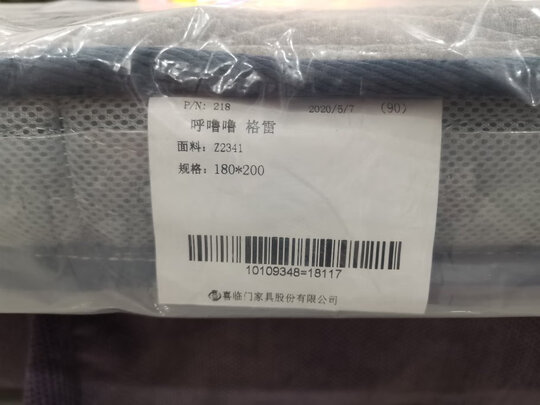 P/N: 218 2020/5/7 (90)
呼噜噜 格雷
面料: Z2341
规格: 180*200
10109348=18117
喜临门家具股份有限公司